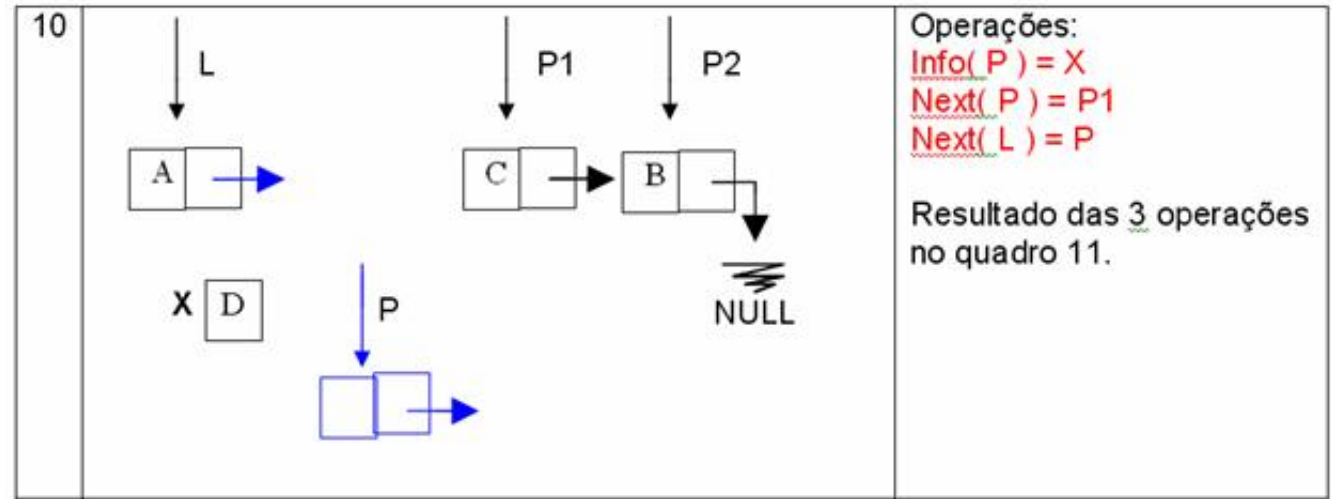 10
L
P1
P2
A
C
B
X D
P
NULL
Operações:
Info( P ) = X
Next( P ) = P1
Next( L ) = P
Resultado das 3 operações
no quadro 11.